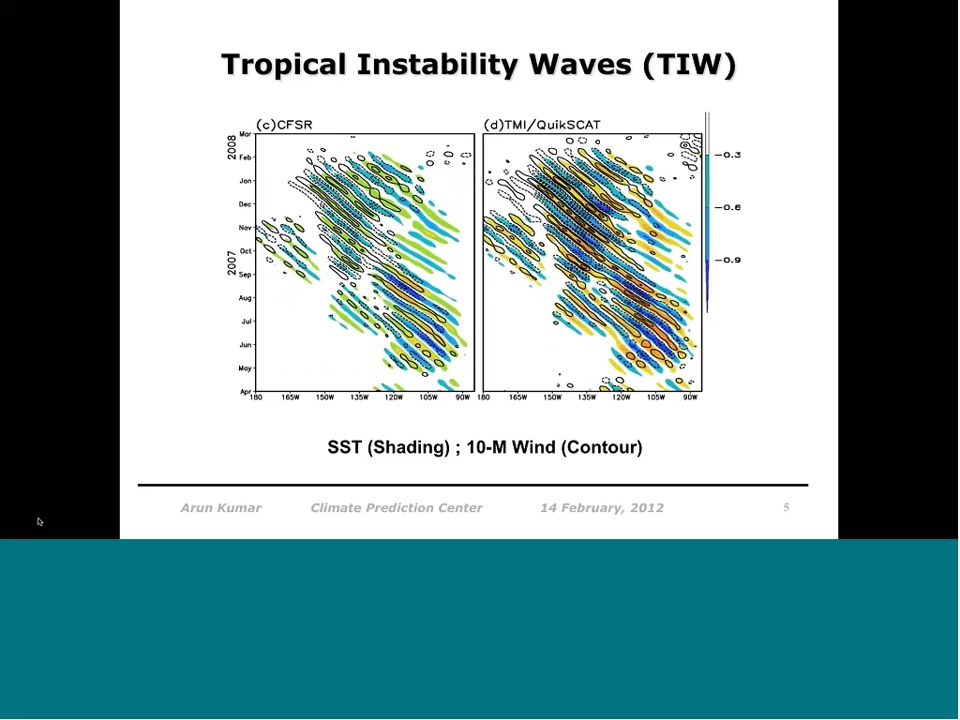 Tropical Instability Waves (TIW)
(c)CFSR
(d)TMI/QuikSCAT
2008
2007
Mar
Feb
Jan
Dec
Nov
Oct
Sep
Aug
Jul
Jun
May
Apr
180 165W 150W 135W 120W 105W 90W
180 165W 150W 135W 120W 105W 90W
-0.3
-0.6
-0.9
SST (Shading) ; 10-M Wind (Contour)
Arun Kumar Climate Prediction Center 14 February, 2012 5